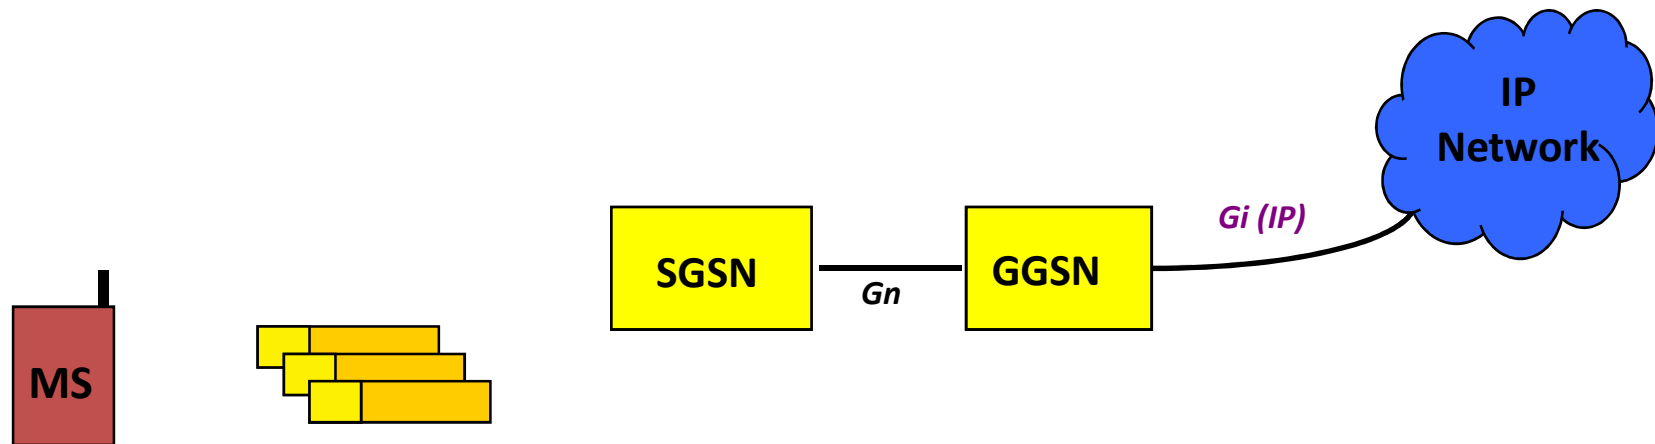 IP
Network
Gi (IP)
SGSN
GGSN
Gn
MS